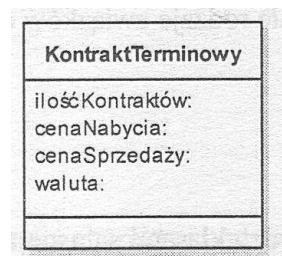 KontraktTerminowy
ilośćKontraktów:
cenaNabycia:
cenaSprzedaży:
waluta: